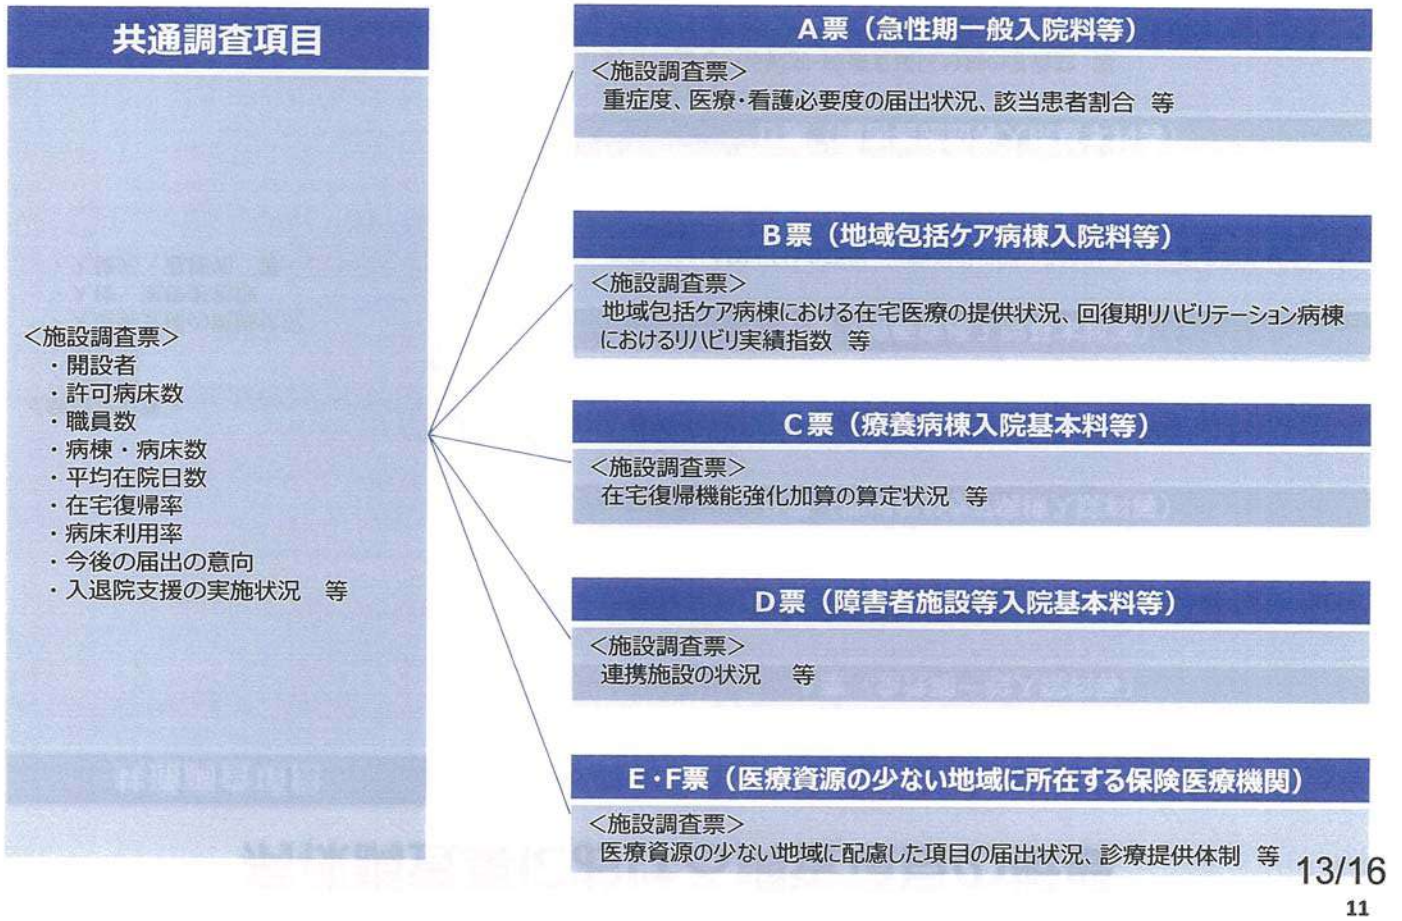 共通調査項目
＜施設調査票＞
・開設者
・許可病床数
・職員数
・病棟・病床数
・平均在院日数
・在宅復帰率
・病床利用率
・今後の届出の意向
・入退院支援の実施状況　等
A票（急性期一般入院料等）
＜施設調査票＞
重症度、医療・看護必要度の届出状況、該当患者割合　等
B票（地域包括ケア病棟入院料等）
＜施設調査票＞
地域包括ケア病棟における在宅医療の提供状況、回復期リハビリテーション病棟
におけるリハビリ実績指数　等
C票（療養病棟入院基本料等）
＜施設調査票＞
在宅復帰機能強化加算の算定状況　等
D票（障害者施設等入院基本料等）
＜施設調査票＞
連携施設の状況　等
E・F票（医療資源の少ない地域に所在する保険医療機関）
＜施設調査票＞
医療資源の少ない地域に配慮した項目の届出状況、診療提供体制　等
13/16
11